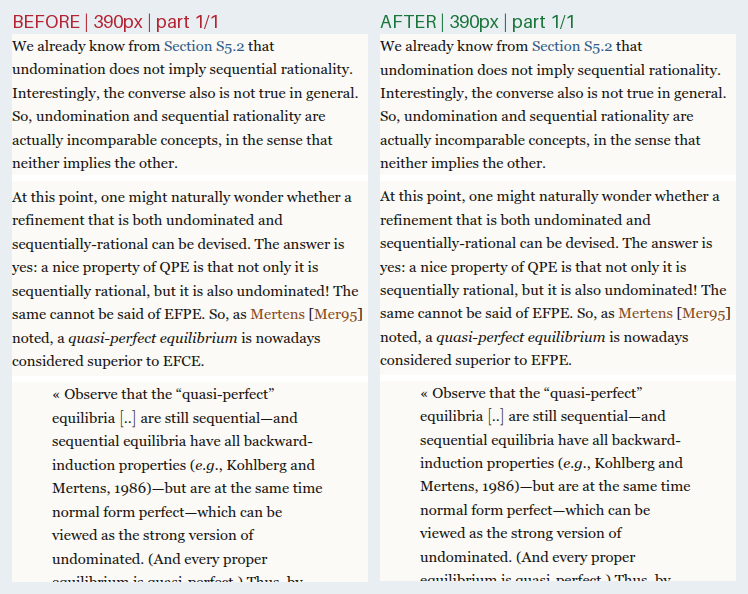 BEFORE | 390px | part 1/1
We already know from Section S5.2 that
undomination does not imply sequential rationality.
Interestingly, the converse also is not true in general.
So, undomination and sequential rationality are
actually incomparable concepts, in the sense that
neither implies the other.
At this point, one might naturally wonder whether a
refinement that is both undominated and
sequentially-rational can be devised. The answer is
yes: a nice property of QPE is that not only it is
sequentially rational, but it is also undominated! The
same cannot be said of EFPE. So, as Mertens [Mer95]
noted, a quasi-perfect equilibrium is nowadays
considered superior to EFCE.
« Observe that the “quasi-perfect”
equilibria [..] are still sequential—and
sequential equilibria have all backward-
induction properties (e.g., Kohlberg and
Mertens, 1986)—but are at the same time
normal form perfect—which can be
viewed as the strong version of
undominated. (And every proper
equilibrium is quasi-perfect.) Thus, by
AFTER | 390px | part 1/1
We already know from Section S5.2 that
undomination does not imply sequential rationality.
Interestingly, the converse also is not true in general.
So, undomination and sequential rationality are
actually incomparable concepts, in the sense that
neither implies the other.
At this point, one might naturally wonder whether a
refinement that is both undominated and
sequentially-rational can be devised. The answer is
yes: a nice property of QPE is that not only it is
sequentially rational, but it is also undominated! The
same cannot be said of EFPE. So, as Mertens [Mer95]
noted, a quasi-perfect equilibrium is nowadays
considered superior to EFPE.
« Observe that the “quasi-perfect”
equilibria [..] are still sequential—and
sequential equilibria have all backward-
induction properties (e.g., Kohlberg and
Mertens, 1986)—but are at the same time
normal form perfect—which can be
viewed as the strong version of
undominated. (And every proper
equilibrium is quasi-perfect.) Thus, by